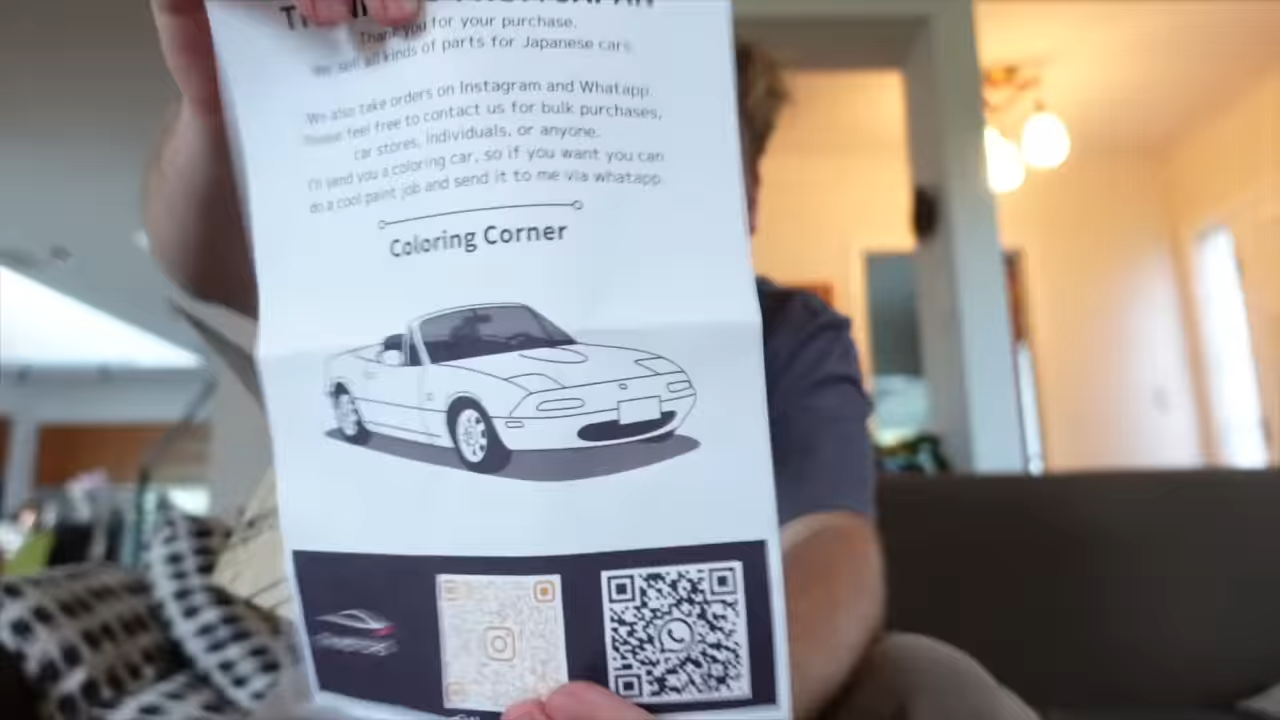 JAPAN
Thank you for your purchase.
We sell all kinds of parts for Japanese cars.
We also take orders on Instagram and Whatapp.
Please feel free to contact us for bulk purchases,
car stores, individuals, or anyone.
I'll send you a coloring car, so if you want you can
do a cool paint job and send it to me via whatapp.
Coloring Corner